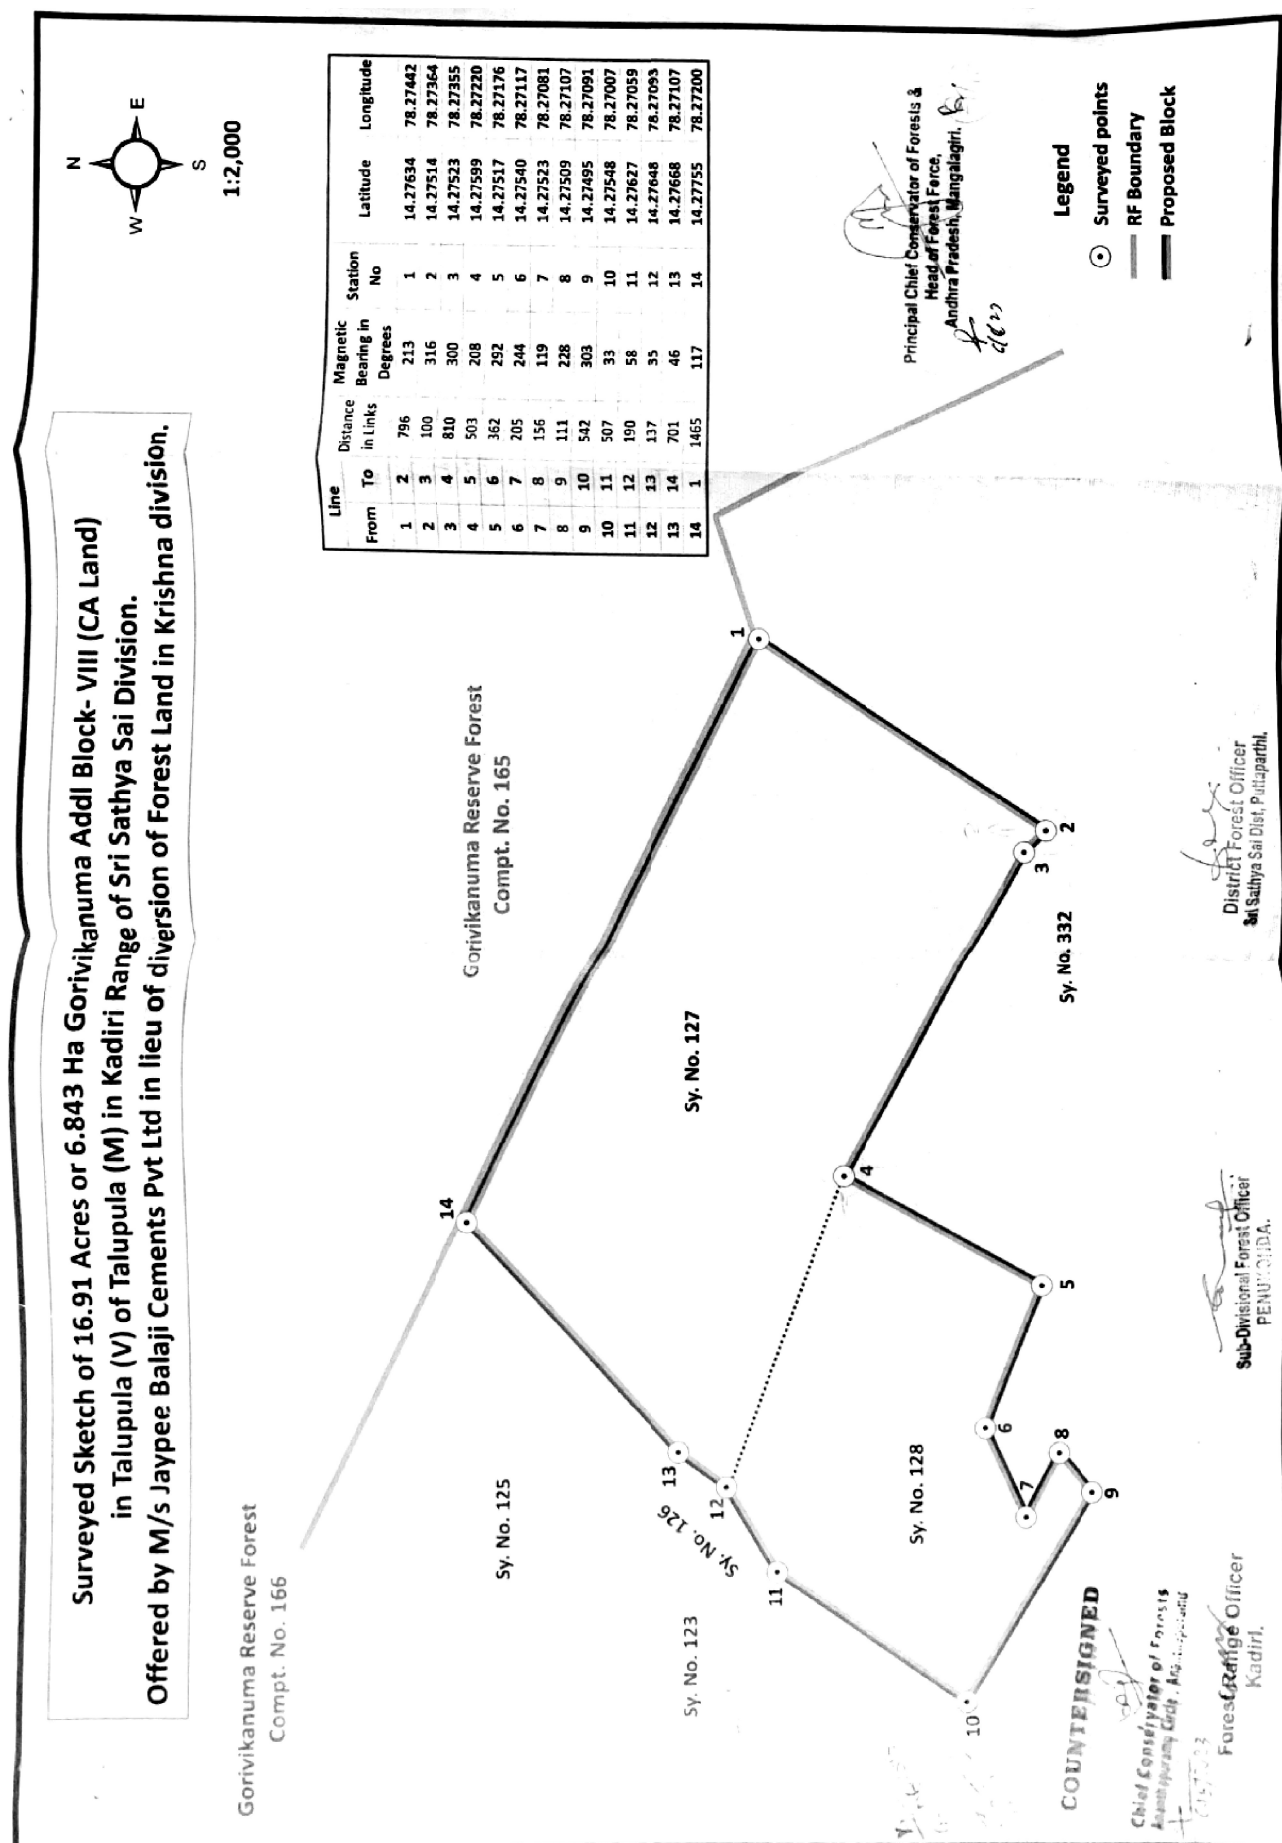 Surveyed Sketch of 16.91 Acres or 6.843 Ha Gorivikanuma Addl Block- VIII (CA Land)
in Talupula (V) of Talupula (M) in Kadiri Range of Sri Sathya Sai Division.
Offered by M/s Jaypee Balaji Cements Pvt Ltd in lieu of diversion of Forest Land in Krishna division.
N
W E
S
1:2,000
Line Distance in Links Magnetic Bearing in Degrees Station No Latitude Longitude
From To
1 2 796 213 1 14.27634 78.27442
2 3 100 316 2 14.27514 78.27364
3 4 810 300 3 14.27523 78.27355
4 5 503 208 4 14.27599 78.27220
5 6 362 292 5 14.27517 78.27176
6 7 205 244 6 14.27540 78.27117
7 8 156 119 7 14.27523 78.27081
8 9 111 228 8 14.27509 78.27107
9 10 542 303 9 14.27495 78.27091
10 11 507 33 10 14.27548 78.27007
11 12 190 58 11 14.27627 78.27059
12 13 137 35 12 14.27648 78.27093
13 14 701 46 13 14.27668 78.27107
14 1 1465 117 14 14.27755 78.27200
Gorivikanuma Reserve Forest
Compt. No. 166
Gorivikanuma Reserve Forest
Compt. No. 165
14
1
Sy. No. 125
13
12
Sy. No. 126
Sy. No. 127
Sy. No. 123
11
4
Sy. No. 128
10
6
7
8
9
5
3
2
Sy. No. 332
Principal Chief Conservator of Forests &
Head of Forest Force,
Andhra Pradesh, Mangalagiri.
Legend
Surveyed points
RF Boundary
Proposed Block
COUNTERSIGNED
Chief Conservator of Forests
Forest Range Officer
Kadiri.
Sub-Divisional Forest Officer
PENUKONDA.
District Forest Officer
Sri Sathya Sai Dist, Puttaparthi.